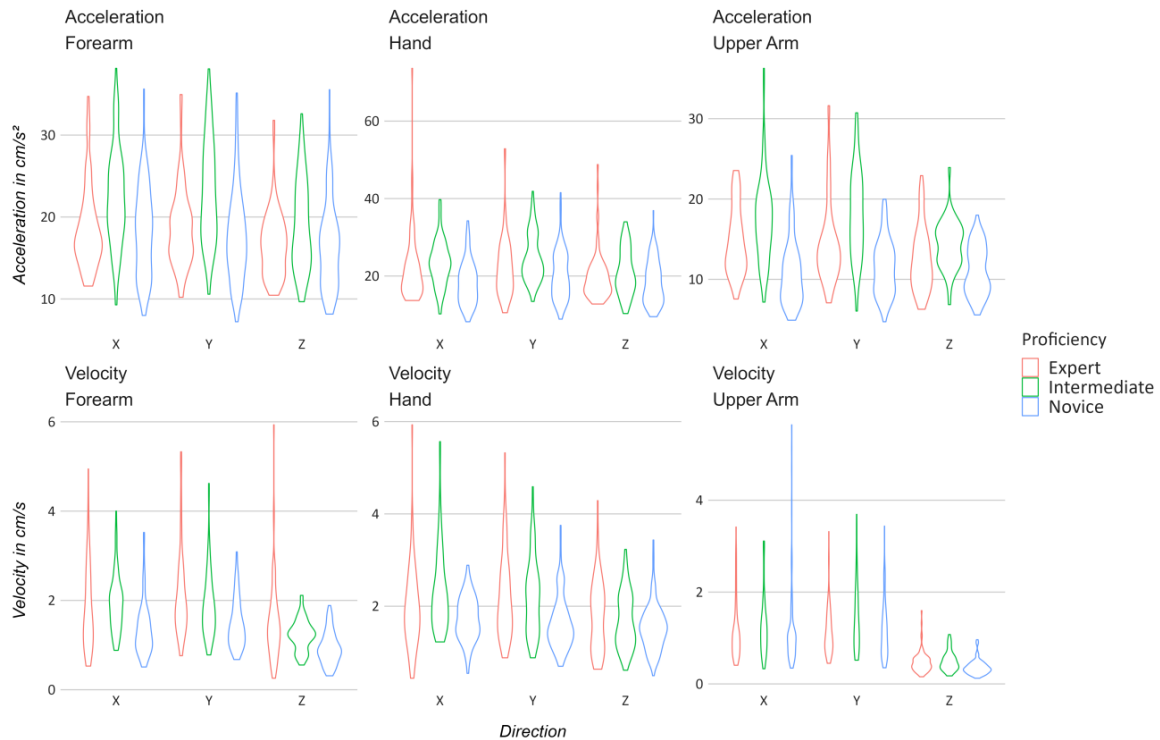 Acceleration
Forearm
Acceleration
Hand
Acceleration
Upper Arm
Acceleration in cm/s²
30
20
10
X
Y
Z
60
40
20
X
Y
Z
30
20
10
X
Y
Z
Velocity
Forearm
Velocity
Hand
Velocity
Upper Arm
Velocity in cm/s
6
4
2
0
X
Y
Z
6
4
2
X
Y
Z
4
2
0
X
Y
Z
Direction
Proficiency
Expert
Intermediate
Novice